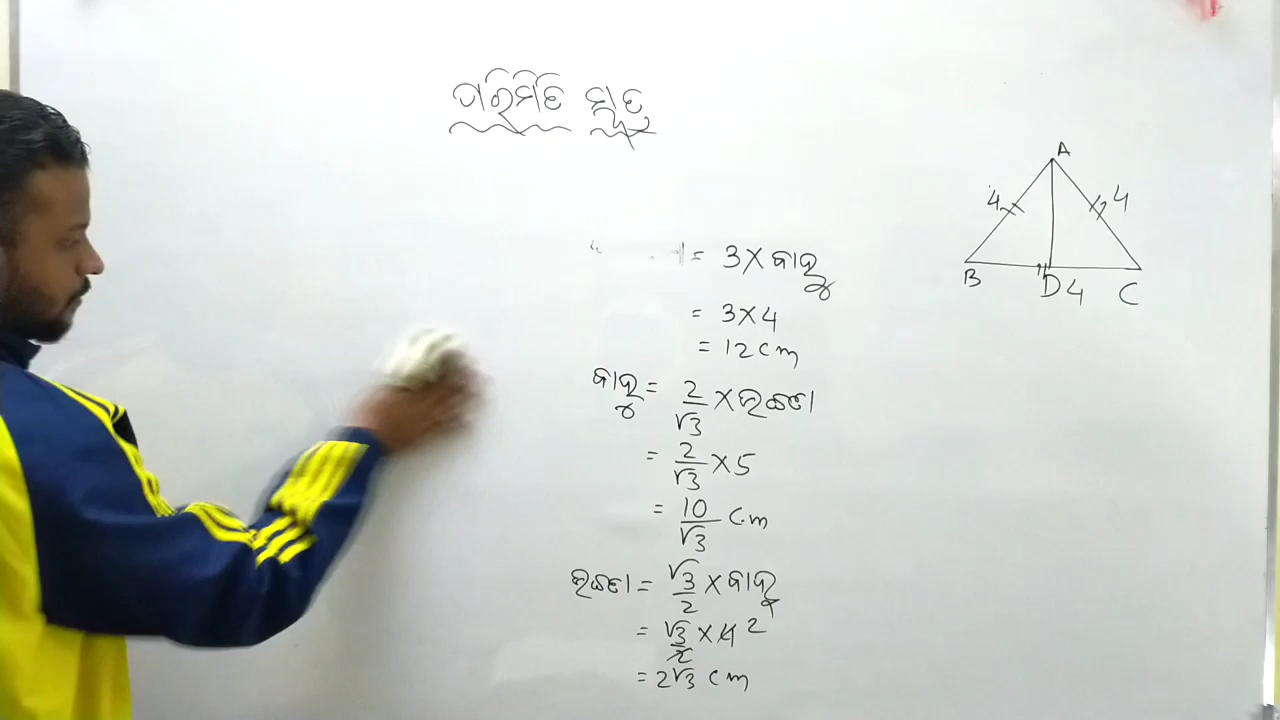 ପରିମିତି ସୂତ୍ର
= 3 × ବାହୁ
= 3 × 4
= 12 cm
ବାହୁ = 2/√3 × ଉଚ୍ଚତା
= 2/√3 × 5
= 10/√3 c.m
ଉଚ୍ଚତା = √3/2 × ବାହୁ
= √3/2 × 4 2
= 2√3 cm
A
4 4
B D 4 C